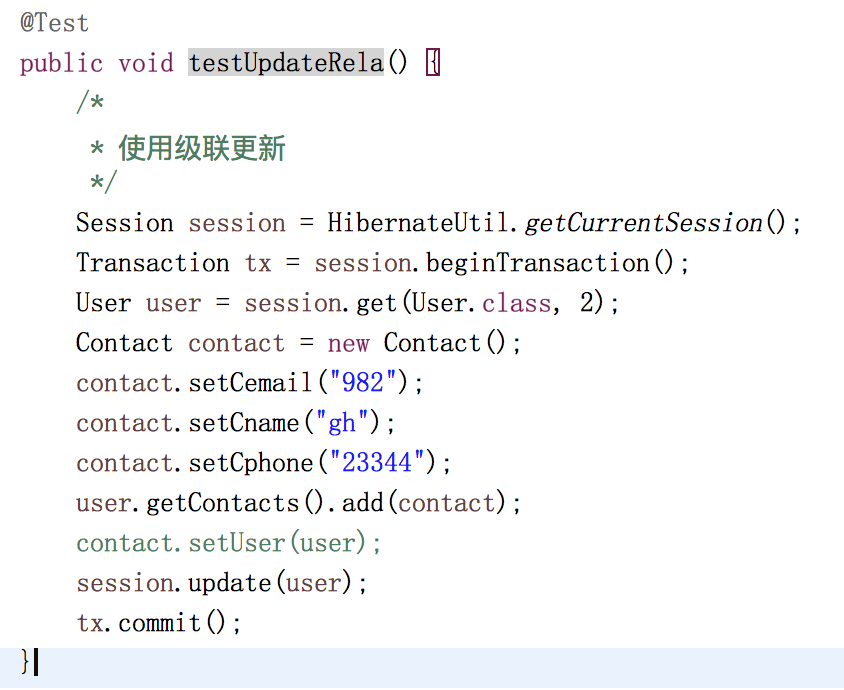 @Test
public void testUpdateRela() {
    /*
     * 使用级联更新
     */
    Session session = HibernateUtil.getCurrentSession();
    Transaction tx = session.beginTransaction();
    User user = session.get(User.class, 2);
    Contact contact = new Contact();
    contact.setCemail("982");
    contact.setCname("gh");
    contact.setCphone("23344");
    user.getContacts().add(contact);
    contact.setUser(user);
    session.update(user);
    tx.commit();
}